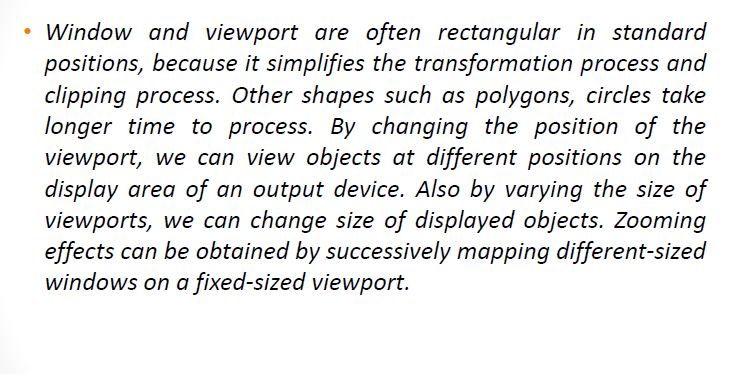 • Window and viewport are often rectangular in standard
positions, because it simplifies the transformation process and
clipping process. Other shapes such as polygons, circles take
longer time to process. By changing the position of the
viewport, we can view objects at different positions on the
display area of an output device. Also by varying the size of
viewports, we can change size of displayed objects. Zooming
effects can be obtained by successively mapping different-sized
windows on a fixed-sized viewport.